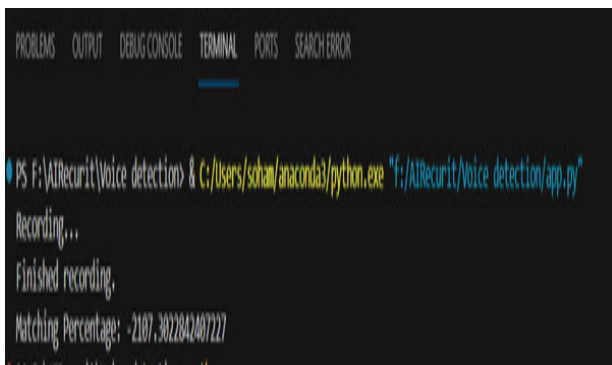 PROBLEMS OUTPUT DEBUG CONSOLE TERMINAL PORTS SEARCH ERROR
PS F:\AIRecurit\Voice detection> & C:/Users/soham/anaconda3/python.exe "f:/AIRecurit/Voice detection/app.py"
Recording...
Finished recording.
Matching Percentage: -2107.3022842407227